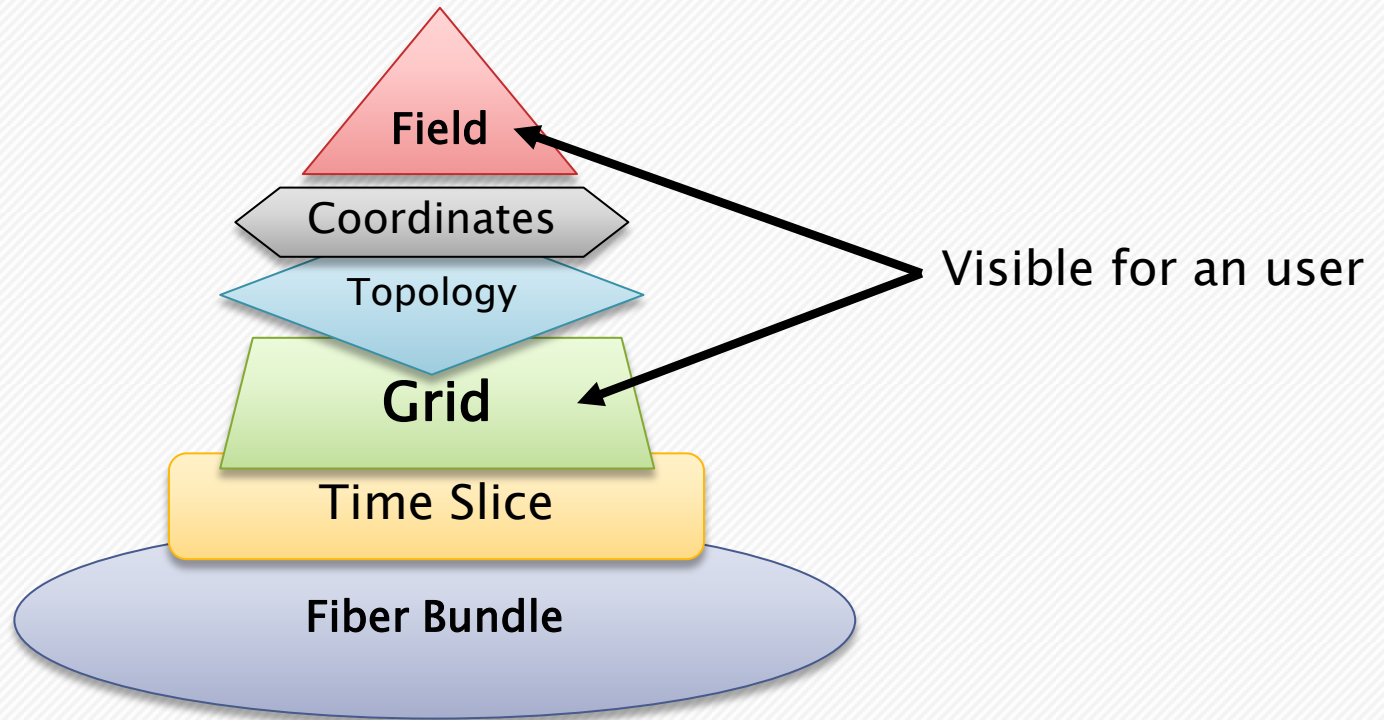 Field
Coordinates
Topology
Grid
Time Slice
Fiber Bundle
Visible for an user